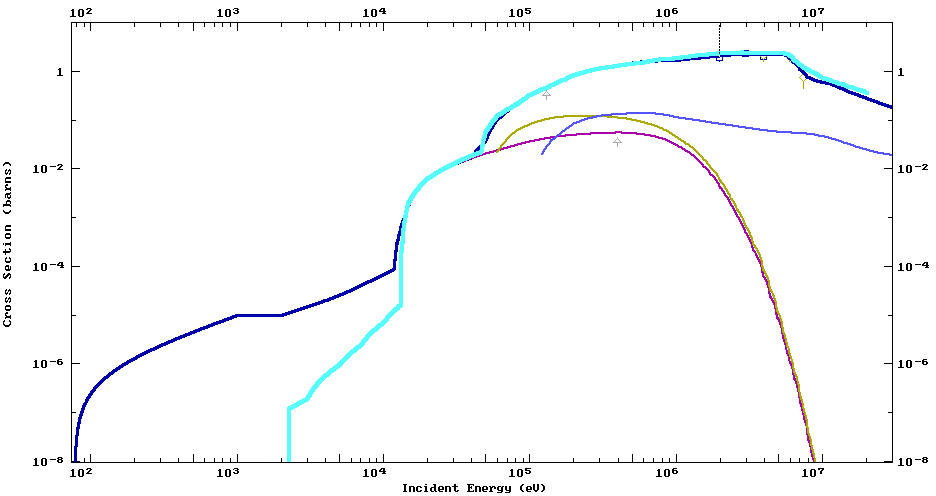 10² 10³ 10⁴ 10⁵ 10⁶ 10⁷
1 1
10⁻² 10⁻²
Cross Section (barns)
10⁻⁴ 10⁻⁴
10⁻⁶ 10⁻⁶
10⁻⁸ 10⁻⁸
10² 10³ 10⁴ 10⁵ 10⁶ 10⁷
Incident Energy (eV)